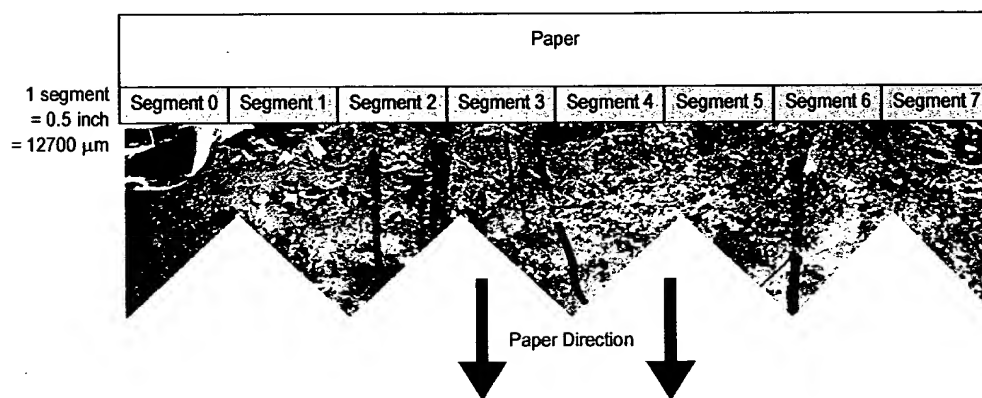 Paper
1 segment
= 0.5 inch
= 12700 µm
Segment 0 Segment 1 Segment 2 Segment 3 Segment 4 Segment 5 Segment 6 Segment 7
Paper Direction